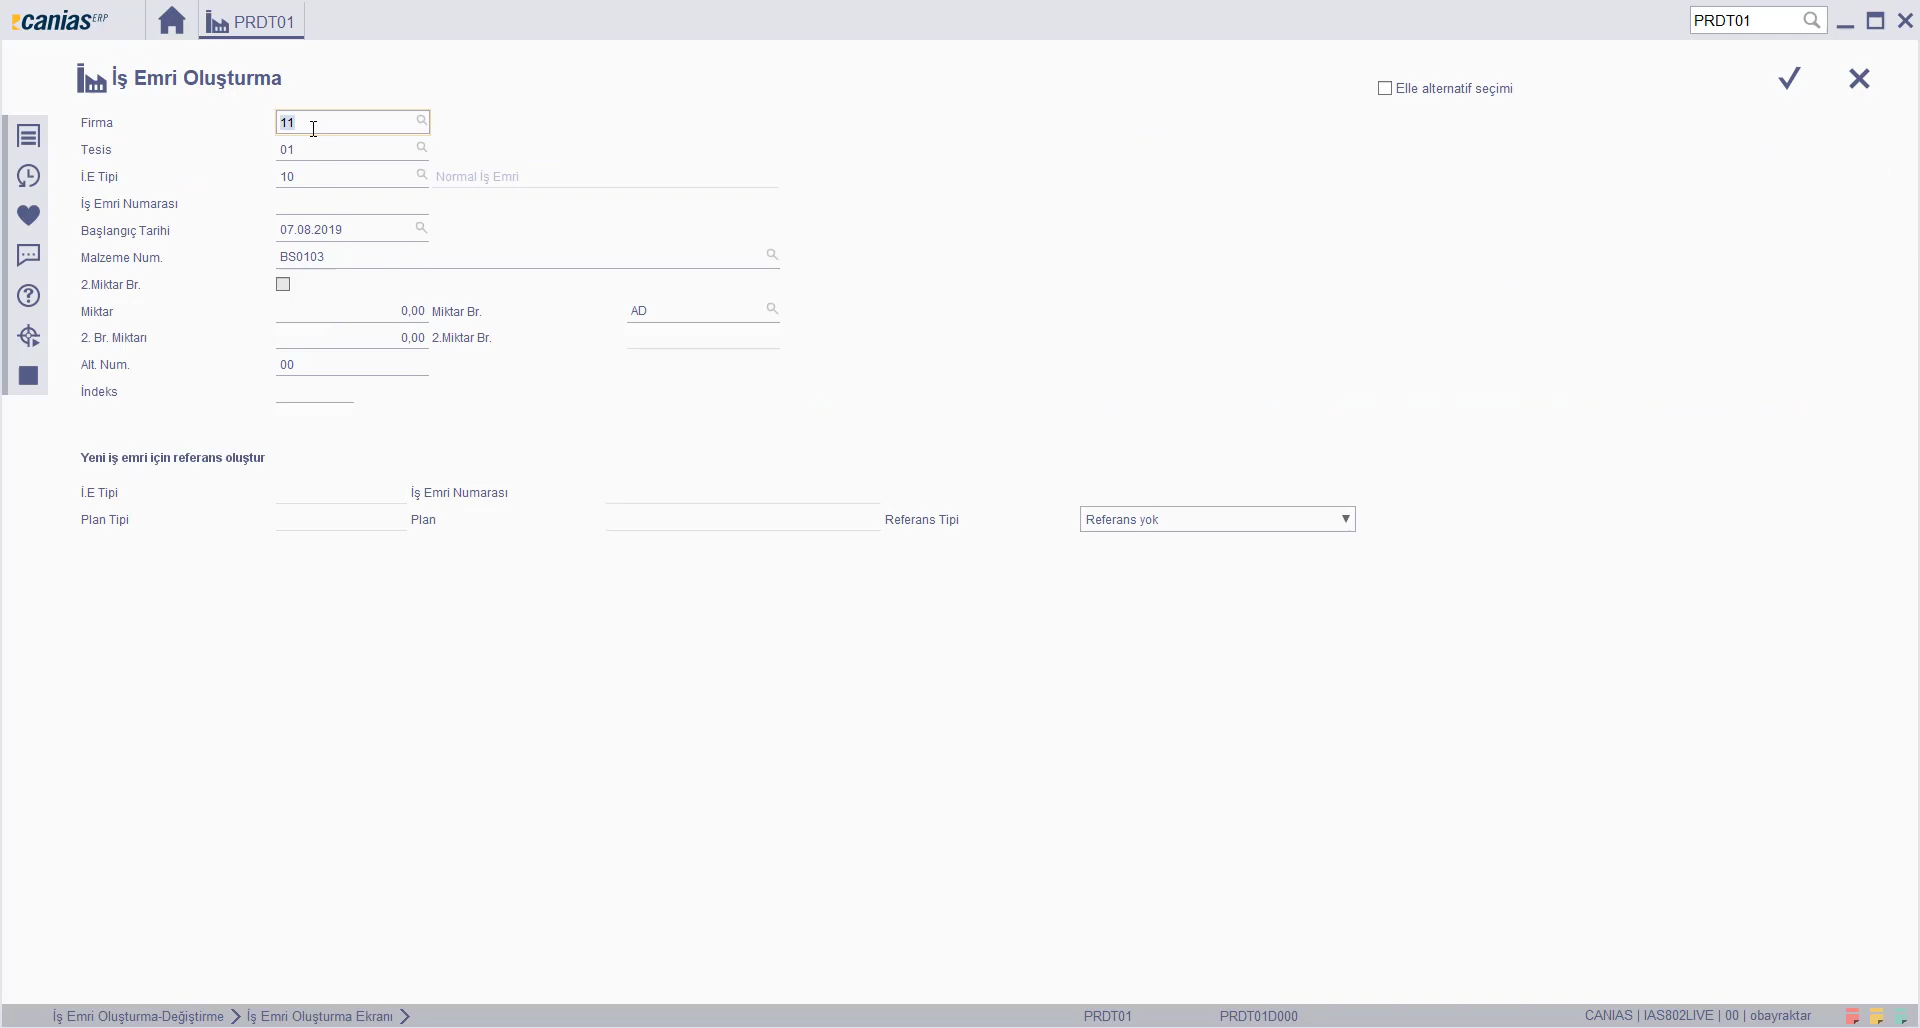 canias ERP
PRDT01
PRDT01
İş Emri Oluşturma
Elle alternatif seçimi
Firma 11
Tesis 01
İ.E Tipi 10 Normal İş Emri
İş Emri Numarası
Başlangıç Tarihi 07.08.2019
Malzeme Num. BS0103
2.Miktar Br.
Miktar 0,00 Miktar Br. AD
2. Br. Miktarı 0,00 2.Miktar Br.
Alt. Num. 00
İndeks
Yeni iş emri için referans oluştur
İ.E Tipi İş Emri Numarası
Plan Tipi Plan Referans Tipi Referans yok
İş Emri Oluşturma-Değiştirme İş Emri Oluşturma Ekranı PRDT01 PRDT01D000 CANIAS | IAS802LIVE | 00 | obayraktar